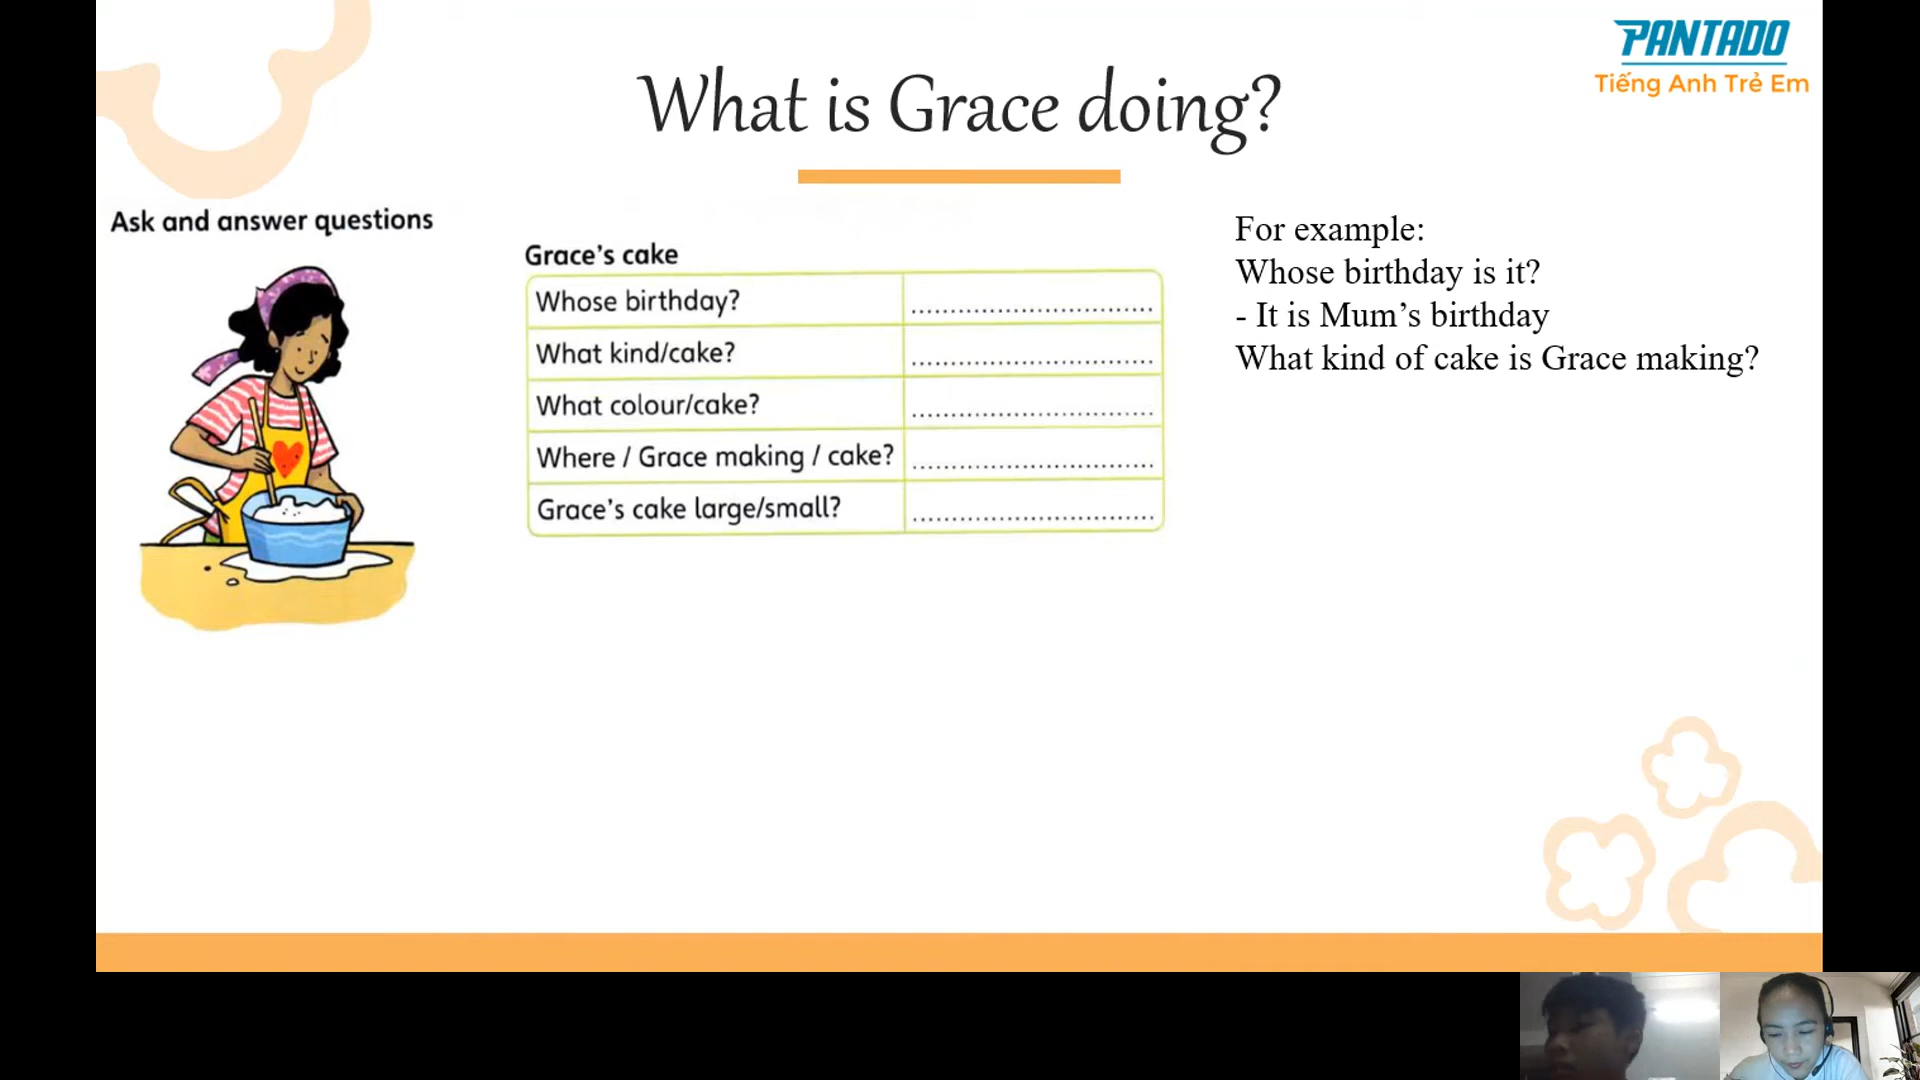 PANTADO
Tiếng Anh Trẻ Em
What is Grace doing?
Ask and answer questions
Grace's cake
Whose birthday? ..............................
What kind/cake? ..............................
What colour/cake? ..............................
Where / Grace making / cake? ..............................
Grace's cake large/small? ..............................
For example:
Whose birthday is it?
- It is Mum’s birthday
What kind of cake is Grace making?